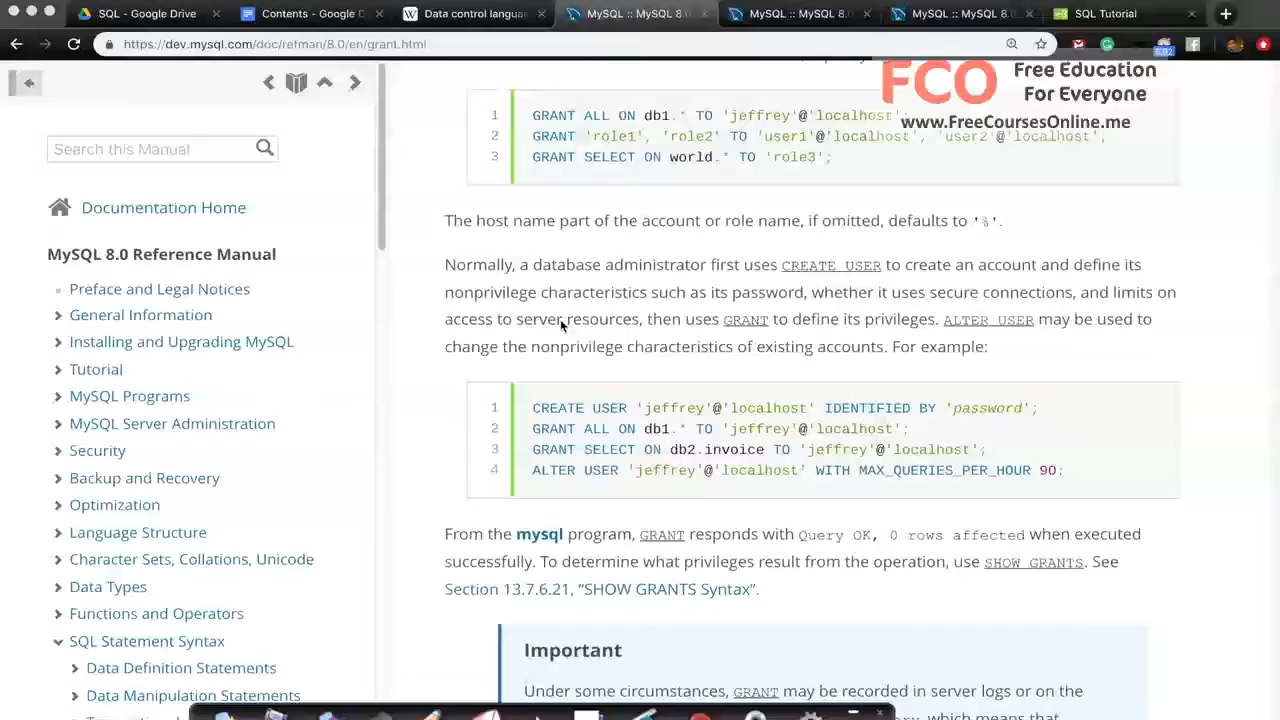 SQL - Google Drive
Contents - Google D
Data control langua
MySQL :: MySQL 8.0
MySQL :: MySQL 8.0
MySQL :: MySQL 8.0
SQL Tutorial
https://dev.mysql.com/doc/refman/8.0/en/grant.html
FCO
Free Education
For Everyone
www.FreeCoursesOnline.me
Search this Manual
Documentation Home
MySQL 8.0 Reference Manual
Preface and Legal Notices
General Information
Installing and Upgrading MySQL
Tutorial
MySQL Programs
MySQL Server Administration
Security
Backup and Recovery
Optimization
Language Structure
Character Sets, Collations, Unicode
Data Types
Functions and Operators
SQL Statement Syntax
Data Definition Statements
Data Manipulation Statements
1 GRANT ALL ON db1.* TO 'jeffrey'@'localhost';
2 GRANT 'role1', 'role2' TO 'user1'@'localhost', 'user2'@'localhost';
3 GRANT SELECT ON world.* TO 'role3';
The host name part of the account or role name, if omitted, defaults to '%'.
Normally, a database administrator first uses CREATE USER to create an account and define its
nonprivilege characteristics such as its password, whether it uses secure connections, and limits on
access to server resources, then uses GRANT to define its privileges. ALTER USER may be used to
change the nonprivilege characteristics of existing accounts. For example:
1 CREATE USER 'jeffrey'@'localhost' IDENTIFIED BY 'password';
2 GRANT ALL ON db1.* TO 'jeffrey'@'localhost';
3 GRANT SELECT ON db2.invoice TO 'jeffrey'@'localhost';
4 ALTER USER 'jeffrey'@'localhost' WITH MAX_QUERIES_PER_HOUR 90;
From the mysql program, GRANT responds with Query OK, 0 rows affected when executed
successfully. To determine what privileges result from the operation, use SHOW GRANTS. See
Section 13.7.6.21, “SHOW GRANTS Syntax”.
Important
Under some circumstances, GRANT may be recorded in server logs or on the
which means that